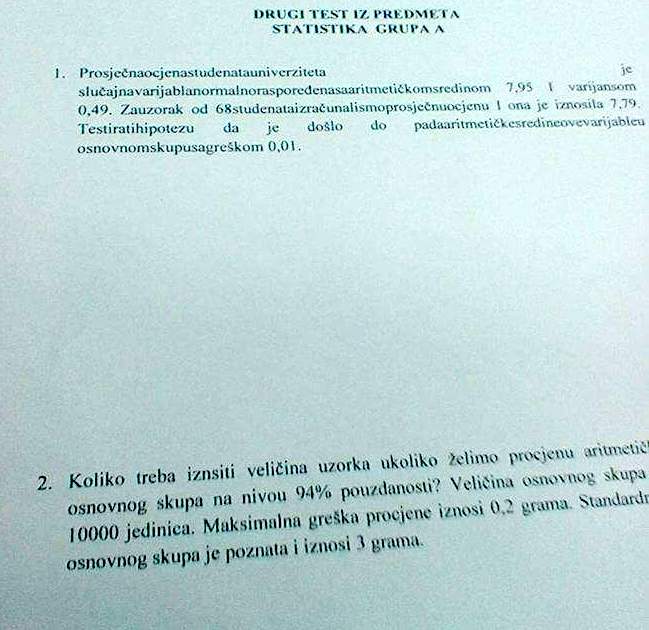 DRUGI TEST IZ PREDMETA
STATISTIKA GRUPA A
1. Prosječnaocjenastudenatauniverziteta je
slučajnavarijablanormalnoraspoređenasaaritmetičkomsredinom 7,95 I varijansom
0,49. Zauzorak od 68studenataizračunalismoprosječnuocjenu I ona je iznosila 7,79.
Testiratihipotezu da je došlo do padaaritmetičkesredineovevarijableu
osnovnomskupusagreškom 0,01.
2. Koliko treba iznsiti veličina uzorka ukoliko želimo procjenu aritmetič
osnovnog skupa na nivou 94% pouzdanosti? Veličina osnovnog skupa
10000 jedinica. Maksimalna greška procjene iznosi 0,2 grama. Standardn
osnovnog skupa je poznata i iznosi 3 grama.